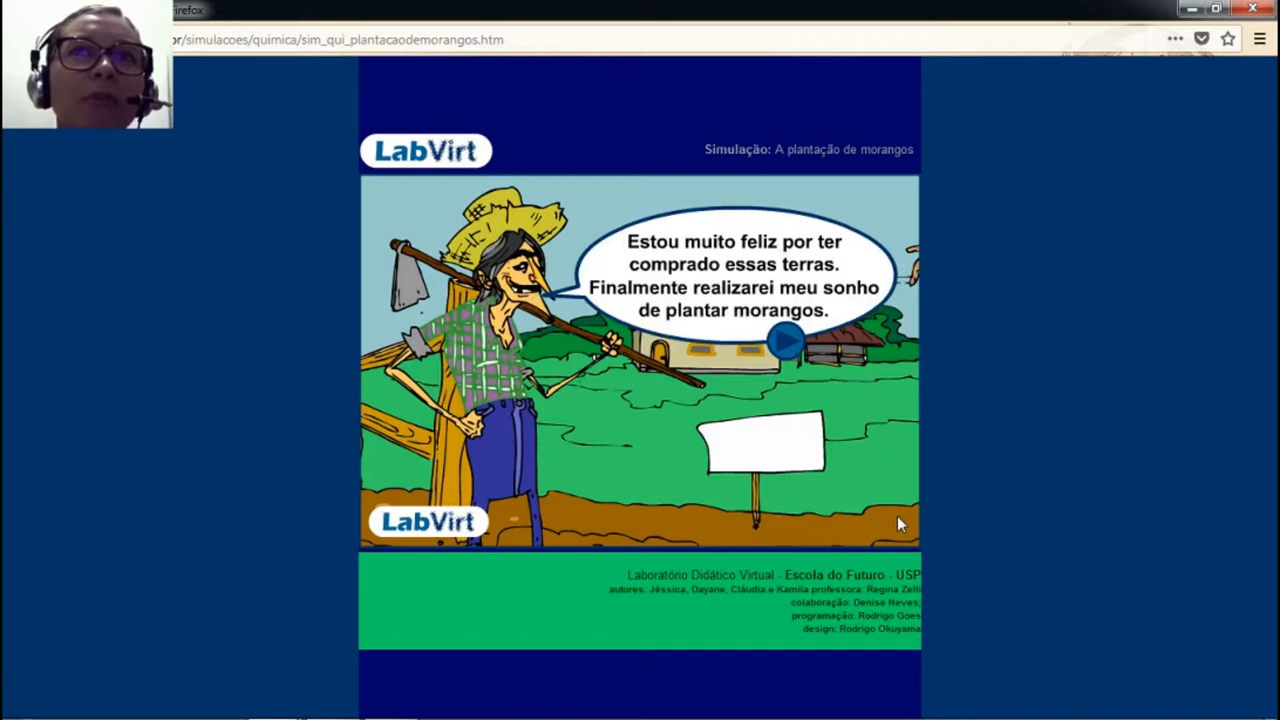 Firefox
or/simulacoes/quimica/sim_qui_plantacaodemorangos.htm
LabVirt
Simulação: A plantação de morangos
Estou muito feliz por ter
comprado essas terras.
Finalmente realizarei meu sonho
de plantar morangos.
LabVirt
Laboratório Didático Virtual - Escola do Futuro - USP
autores: Jéssica, Dayane, Cláudia e Kamila professora: Regina Zelli
colaboração: Denise Neves;
programação: Rodrigo Goes
design: Rodrigo Okuyama